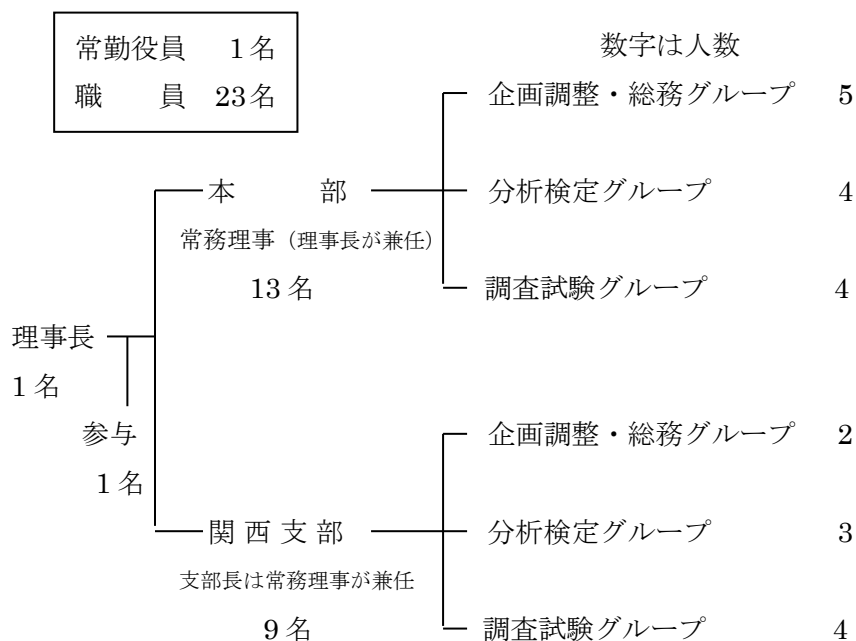 常勤役員 1名
職 員 23名
数字は人数
企画調整・総務グループ 5
本 部
分析検定グループ 4
常務理事(理事長が兼任)
13名
調査試験グループ 4
理事長
1名
参与
1名
企画調整・総務グループ 2
関西支部
分析検定グループ 3
支部長は常務理事が兼任
9名
調査試験グループ 4